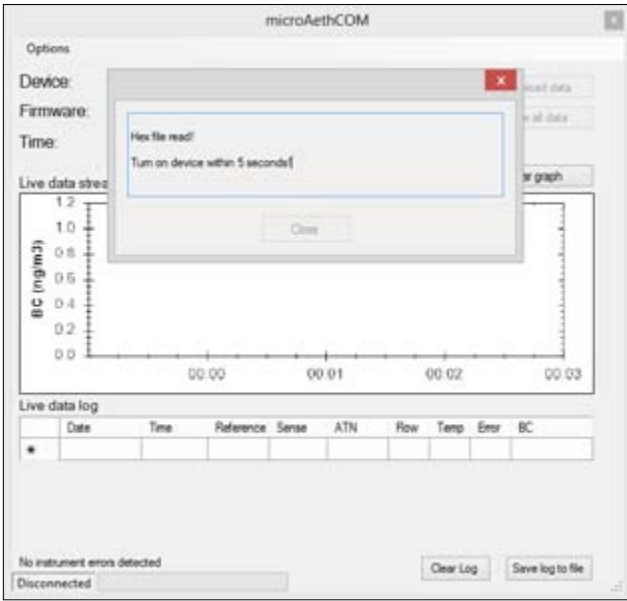 microAethCOM
x
Options
Device:
Firmware:
Time:
data
all data
graph
Hex file read!
Turn on device within 5 seconds!
Close
Live data
1.2
1.0
0.8
0.6
0.4
0.2
0.0
BC (ng/m3)
00:00 00:01 00:02 00:03
Live data log
Date Time Reference Sense ATN Flow Temp Error BC
*
No instrument errors detected
Clear Log Save log to file
Disconnected